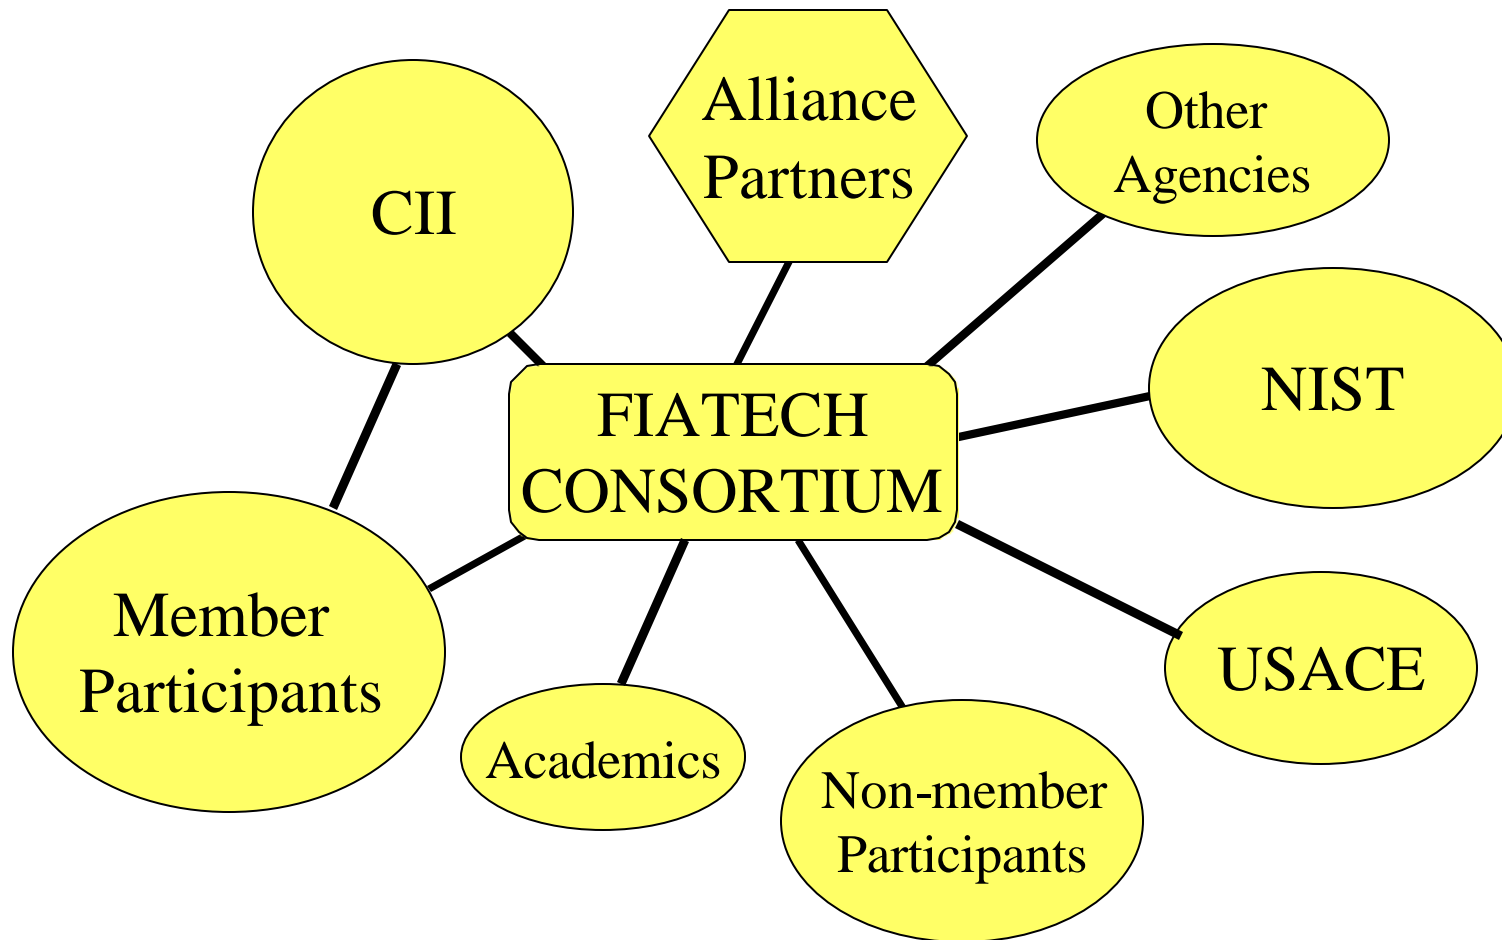 Alliance
Partners
Other
Agencies
CII
NIST
FIATECH
CONSORTIUM
Member
Participants
USACE
Academics
Non-member
Participants